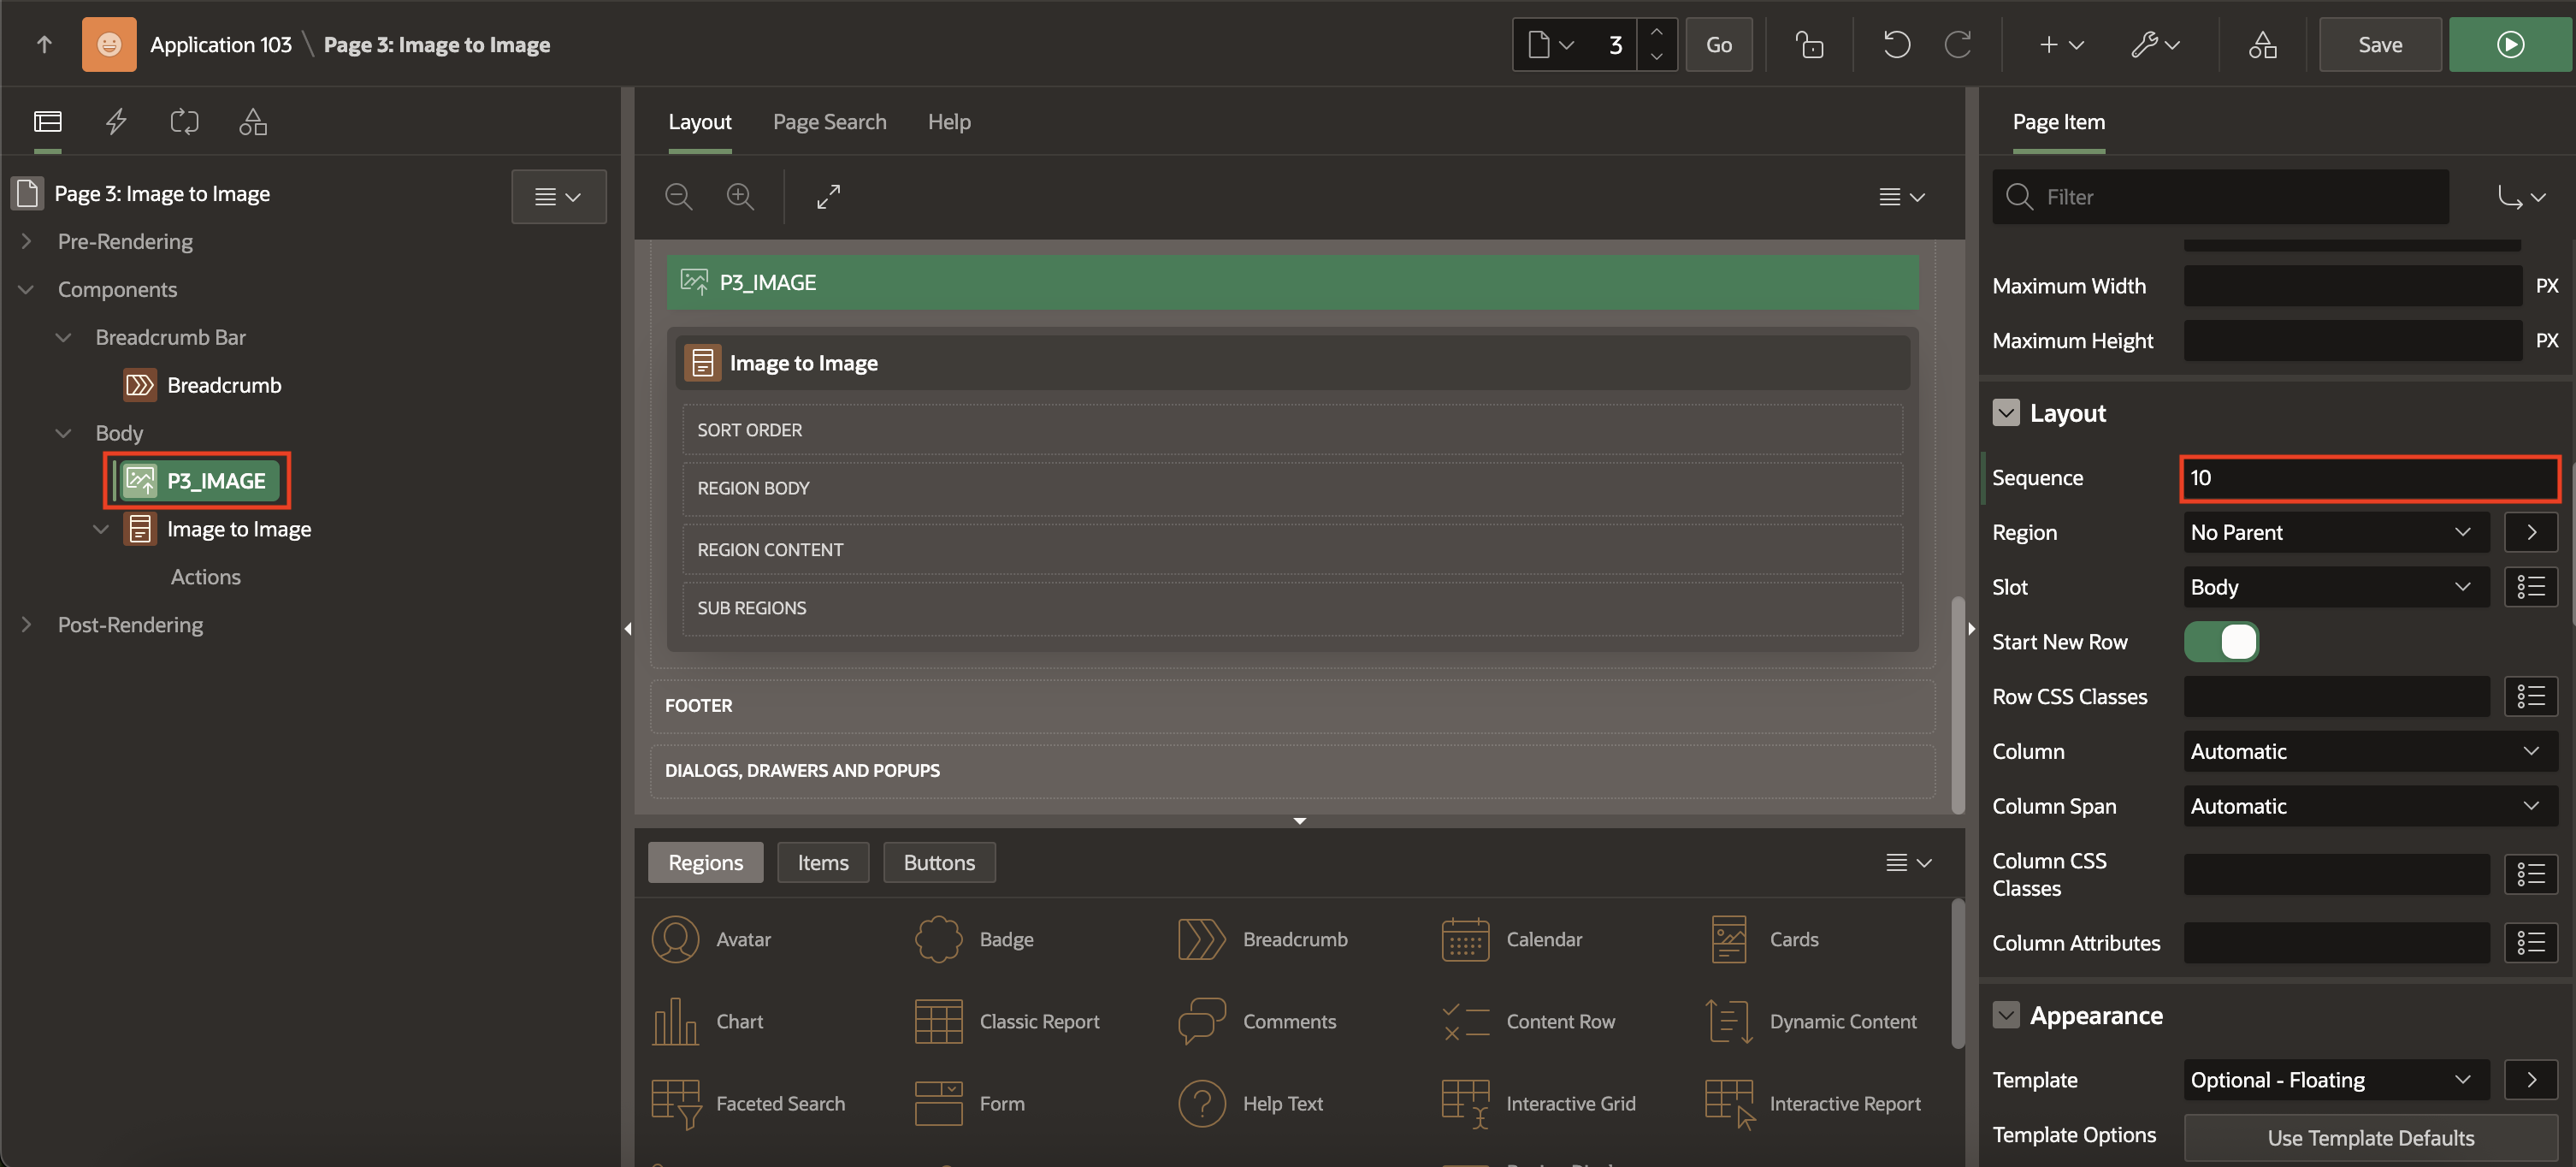 Application 103 \ Page 3: Image to Image
3
Go
Save
Page 3: Image to Image
Pre-Rendering
Components
Breadcrumb Bar
Breadcrumb
Body
P3_IMAGE
Image to Image
Actions
Post-Rendering
Layout
Page Search
Help
P3_IMAGE
Image to Image
SORT ORDER
REGION BODY
REGION CONTENT
SUB REGIONS
FOOTER
DIALOGS, DRAWERS AND POPUPS
Regions
Items
Buttons
Avatar
Badge
Breadcrumb
Calendar
Cards
Chart
Classic Report
Comments
Content Row
Dynamic Content
Faceted Search
Form
Help Text
Interactive Grid
Interactive Report
Page Item
Filter
Maximum Width
PX
Maximum Height
PX
Layout
Sequence
10
Region
No Parent
Slot
Body
Start New Row
Row CSS Classes
Column
Automatic
Column Span
Automatic
Column CSS
Classes
Column Attributes
Appearance
Template
Optional - Floating
Template Options
Use Template Defaults